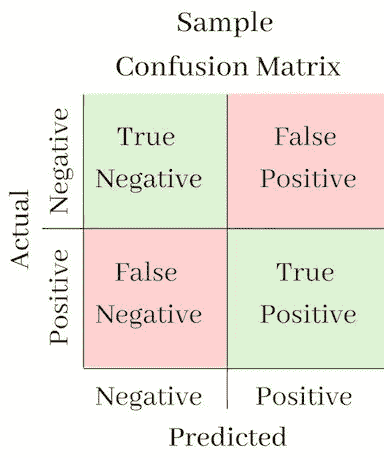 Sample
Confusion Matrix
Actual
Negative
True
Negative
False
Positive
Positive
False
Negative
True
Positive
Negative
Positive
Predicted